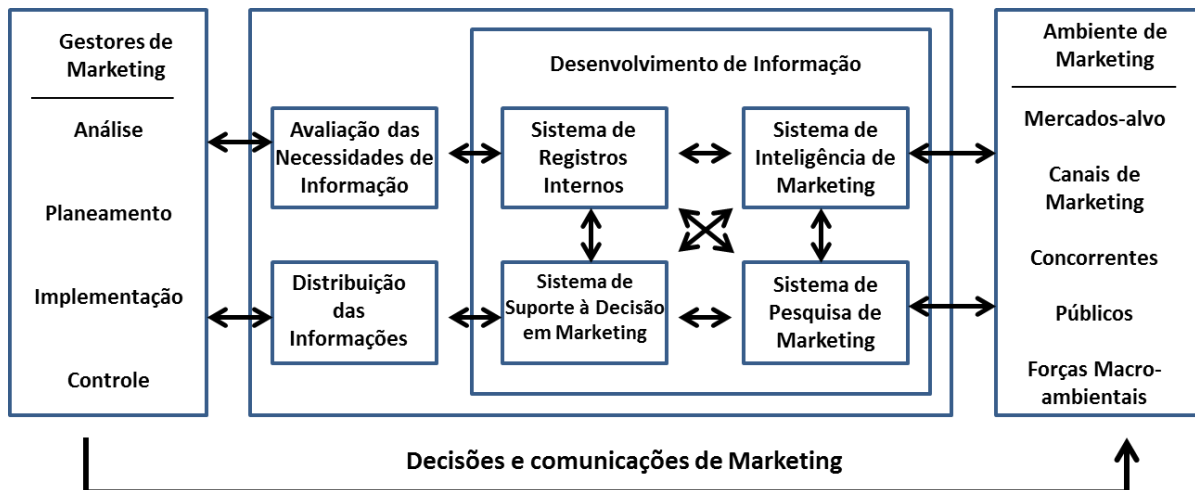 Gestores de
Marketing
Análise
Planeamento
Implementação
Controle
Avaliação das
Necessidades de
Informação
Distribuição
das
Informações
Desenvolvimento de Informação
Sistema de
Registros
Internos
Sistema de
Inteligência de
Marketing
Sistema de
Suporte à Decisão
em Marketing
Sistema de
Pesquisa de
Marketing
Ambiente de
Marketing
Mercados-alvo
Canais de
Marketing
Concorrentes
Públicos
Forças Macro-
ambientais
Decisões e comunicações de Marketing